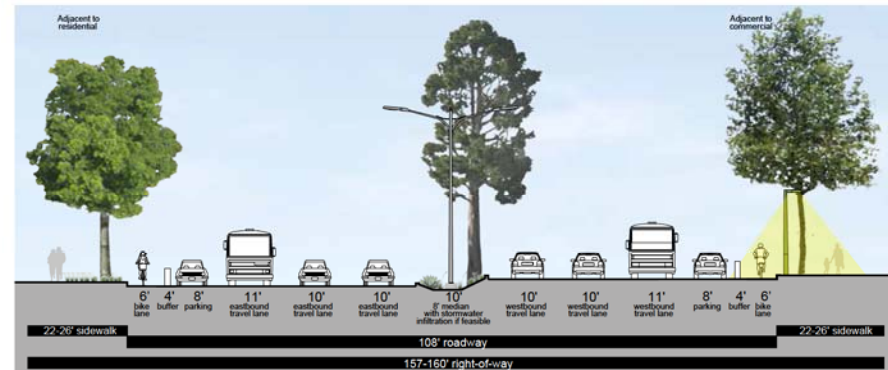 Adjacent to
residential
Adjacent to
commercial
6' 4' 8' 11' 10' 10' 10' 10' 10' 11' 8' 4' 6'
bike
lane
buffer
parking
eastbound
travel lane
eastbound
travel lane
eastbound
travel lane
8' median
with stormwater
infiltration if feasible
westbound
travel lane
westbound
travel lane
westbound
travel lane
parking
buffer
bike
lane
22-26' sidewalk
108' roadway
22-26' sidewalk
157-160' right-of-way